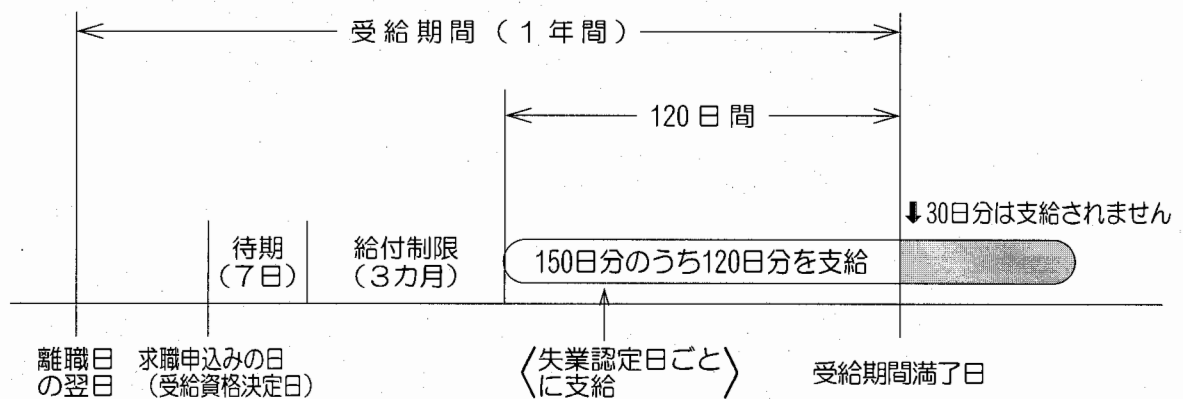 受給期間（１年間）
120日間
⬇30日分は支給されません
待期
（７日）
給付制限
（３カ月）
150日分のうち120日分を支給
離職日
の翌日
求職申込みの日
（受給資格決定日）
〈失業認定日ごと
に支給〉
受給期間満了日